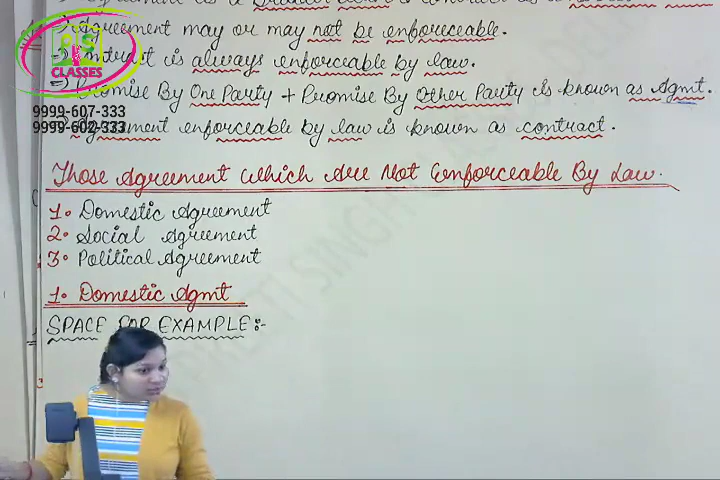 → Agreement may or may not be enforceable.
→ Contract is always enforceable by law.
→ Promise By One Party + Promise By Other Party Is known as Agmt.
→ Agreement enforceable by law is known as contract.
PS
CLASSES
9999-607-333
9999-602-333
Those Agreement Which Are Not Enforceable By Law.
1. Domestic Agreement
2. Social Agreement
3. Political Agreement
1. Domestic Agmt
SPACE FOR EXAMPLE:-